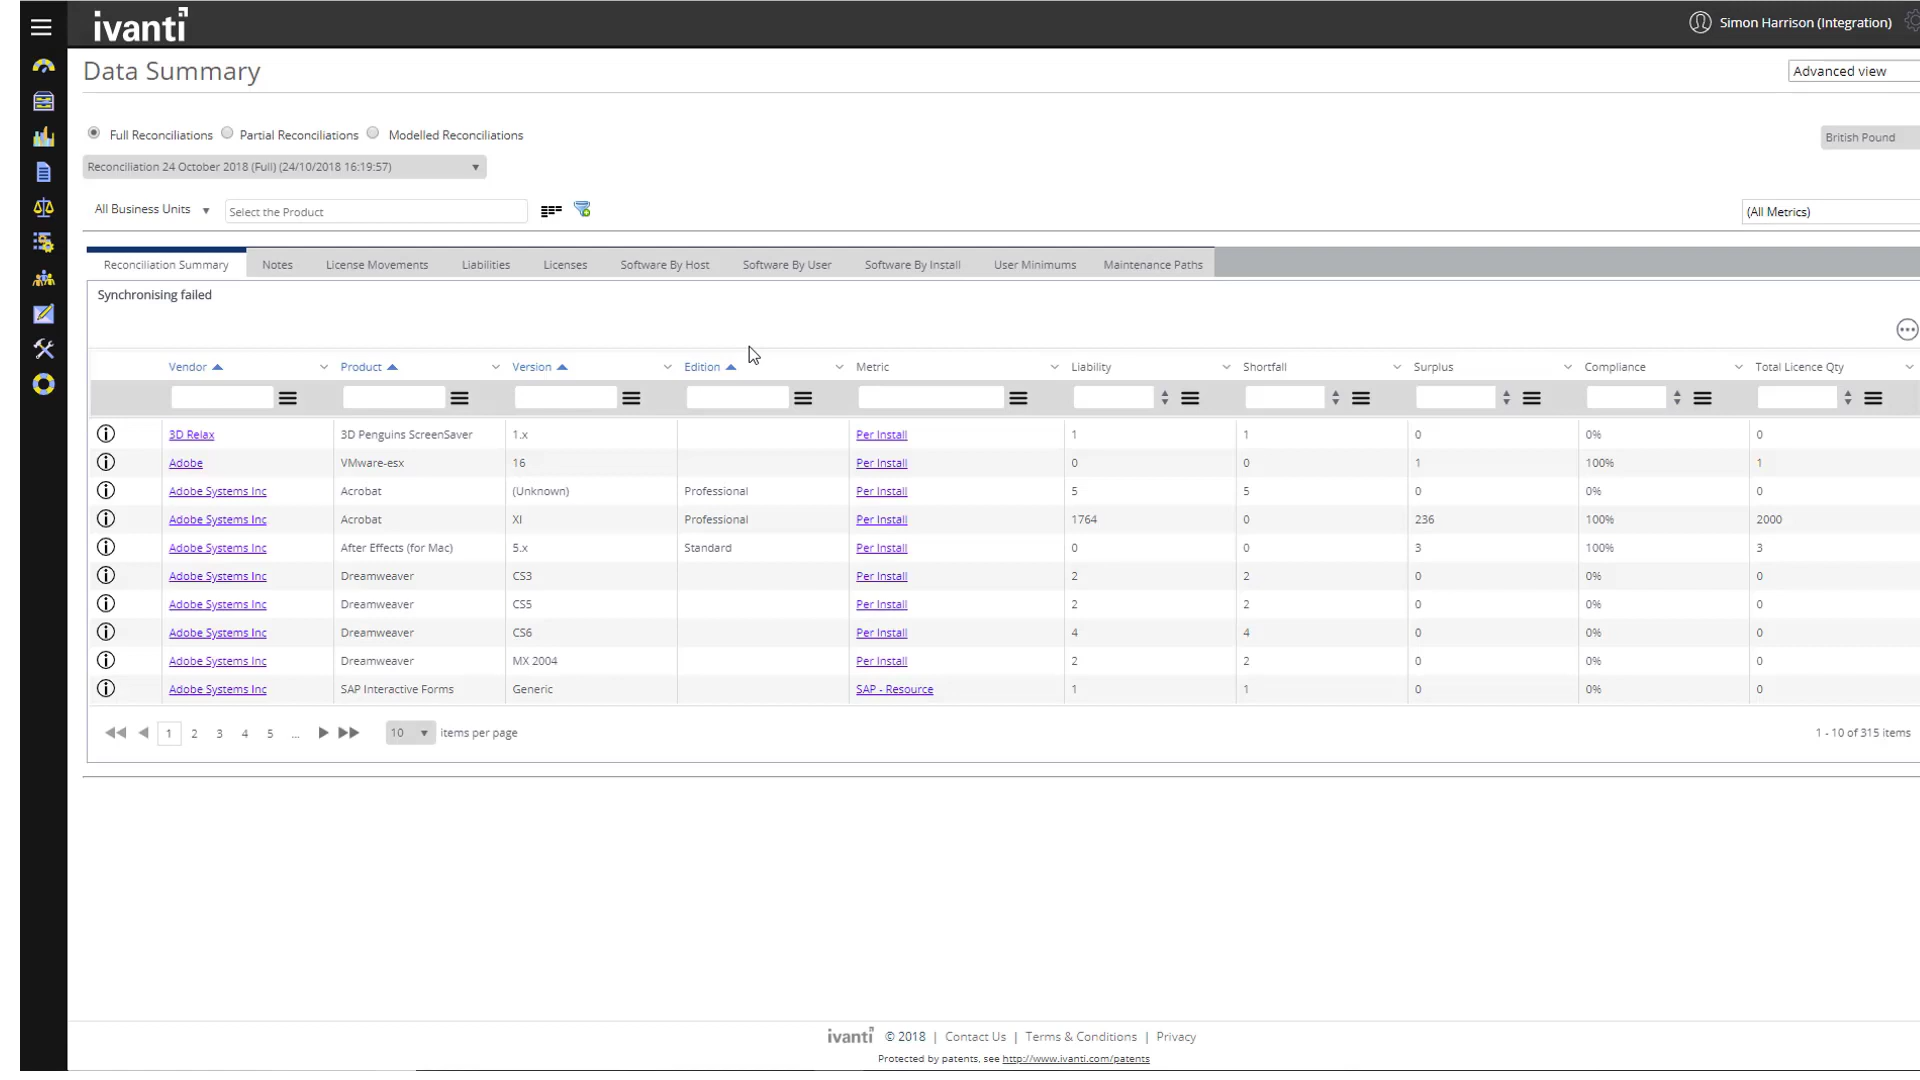 ivanti
Simon Harrison (Integration)
Data Summary
Advanced view
Full Reconciliations Partial Reconciliations Modelled Reconciliations
British Pound
Reconciliation 24 October 2018 (Full) (24/10/2018 16:19:57)
All Business Units Select the Product (All Metrics)
Reconciliation Summary Notes License Movements Liabilities Licenses Software By Host Software By User Software By Install User Minimums Maintenance Paths
Synchronising failed
Vendor Product Version Edition Metric Liability Shortfall Surplus Compliance Total Licence Qty
3D Relax 3D Penguins ScreenSaver 1.x Per Install 1 1 0 0% 0
Adobe VMware-esx 16 Per Install 0 0 1 100% 1
Adobe Systems Inc Acrobat (Unknown) Professional Per Install 5 5 0 0% 0
Adobe Systems Inc Acrobat XI Professional Per Install 1764 0 236 100% 2000
Adobe Systems Inc After Effects (for Mac) 5.x Standard Per Install 0 0 3 100% 3
Adobe Systems Inc Dreamweaver CS3 Per Install 2 2 0 0% 0
Adobe Systems Inc Dreamweaver CS5 Per Install 2 2 0 0% 0
Adobe Systems Inc Dreamweaver CS6 Per Install 4 4 0 0% 0
Adobe Systems Inc Dreamweaver MX 2004 Per Install 2 2 0 0% 0
Adobe Systems Inc SAP Interactive Forms Generic SAP - Resource 1 1 0 0% 0
1 2 3 4 5 ... 10 items per page 1 - 10 of 315 items
ivanti © 2018 | Contact Us | Terms & Conditions | Privacy
Protected by patents, see http://www.ivanti.com/patents